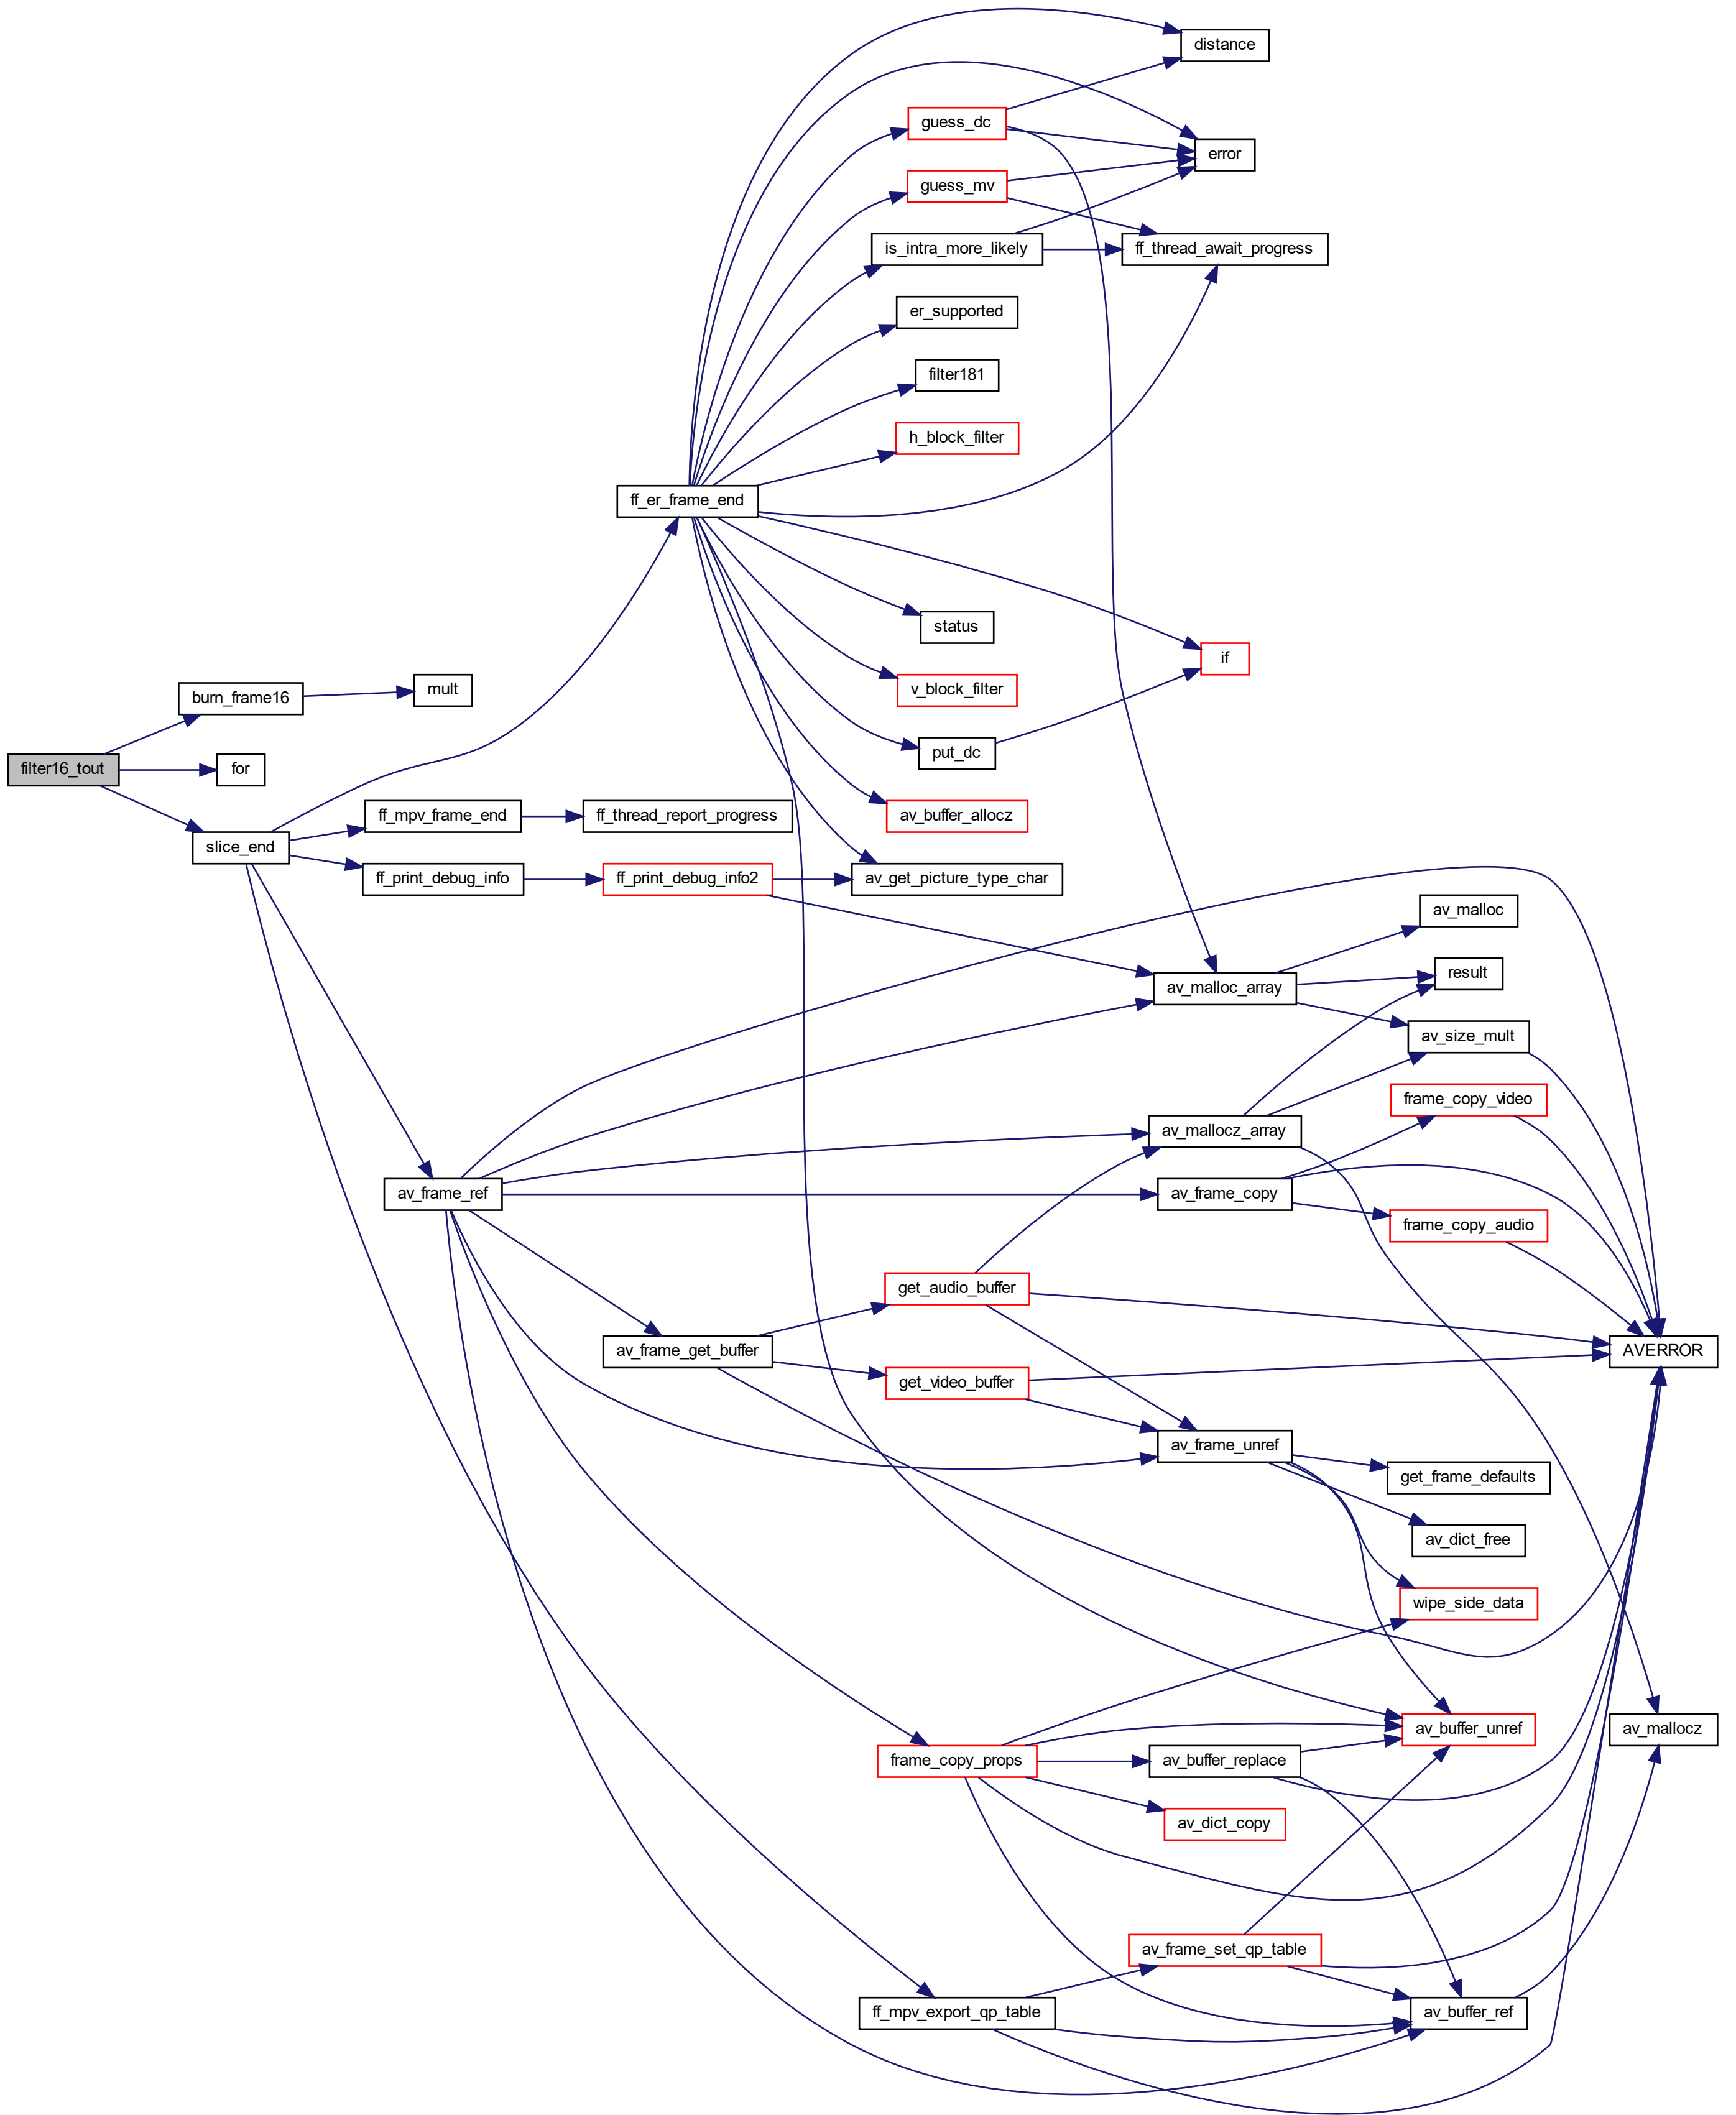 distance
guess_dc
error
guess_mv
is_intra_more_likely
ff_thread_await_progress
er_supported
filter181
h_block_filter
ff_er_frame_end
status
if
mult
v_block_filter
burn_frame16
put_dc
filter16_tout
for
ff_mpv_frame_end
ff_thread_report_progress
av_buffer_allocz
slice_end
ff_print_debug_info
ff_print_debug_info2
av_get_picture_type_char
av_malloc
result
av_malloc_array
av_size_mult
frame_copy_video
av_mallocz_array
av_frame_ref
av_frame_copy
frame_copy_audio
get_audio_buffer
av_frame_get_buffer
AVERROR
get_video_buffer
av_frame_unref
get_frame_defaults
av_dict_free
wipe_side_data
av_buffer_unref
av_mallocz
frame_copy_props
av_buffer_replace
av_dict_copy
av_frame_set_qp_table
ff_mpv_export_qp_table
av_buffer_ref